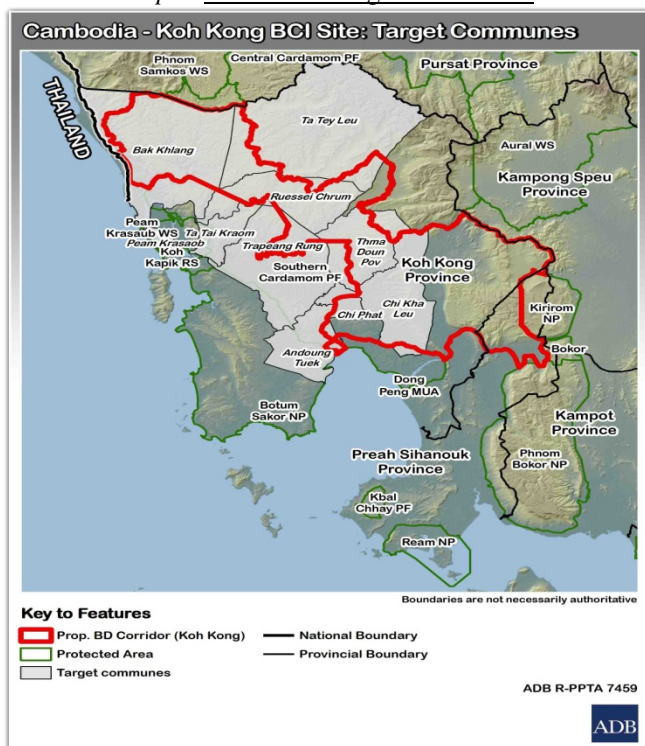 Cambodia - Koh Kong BCI Site: Target Communes
Phnom
Samkos WS
Central Cardamom PF
Pursat Province
THAILAND
Ta Tey Leu
Bak Khlang
Aural WS
Kampong Speu
Province
Ruessei Chrum
Peam
Krasaub WS
Ta Tai Kraom
Peam Krasaob
Koh
Kapik RS
Trapeang Rung
Thma
Doun
Pov
Southern
Cardamom PF
Koh Kong
Province
Chi Phat
Chi Kha
Leu
Kirirom
NP
Andoung
Tuek
Bokor
Dong
Peng MUA
Botum
Sakor NP
Kampot
Province
Preah Sihanouk
Province
Phnom
Bokor NP
Kbal
Chhay PF
Ream NP
Boundaries are not necessarily authoritative
Key to Features
Prop. BD Corridor (Koh Kong)
National Boundary
Protected Area
Provincial Boundary
Target communes
ADB R-PPTA 7459
ADB